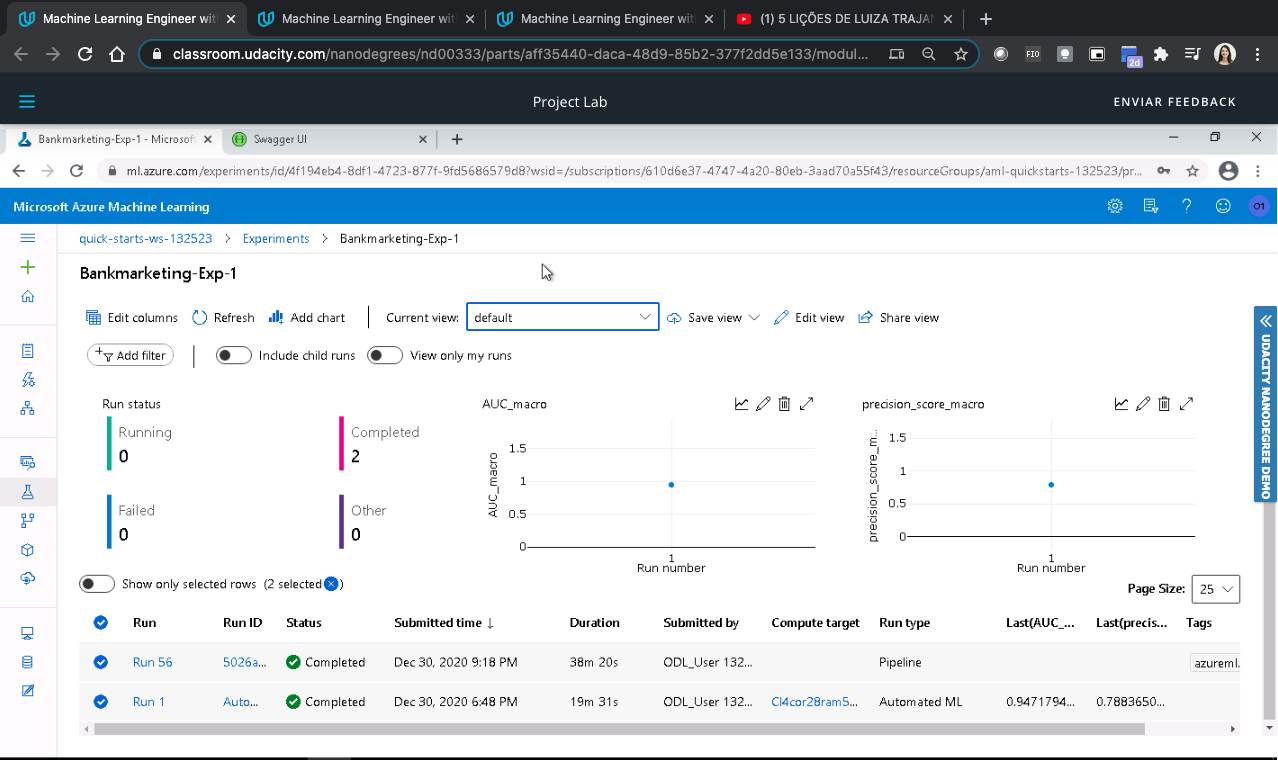 Machine Learning Engineer with
Machine Learning Engineer with
Machine Learning Engineer with
(1) 5 LIÇÕES DE LUIZA TRAJAN
classroom.udacity.com/nanodegrees/nd00333/parts/aff35440-daca-48d9-85b2-377f2dd5e133/modul...
FIO
2d
Project Lab
ENVIAR FEEDBACK
Bankmarketing-Exp-1 - Microsoft
Swagger UI
ml.azure.com/experiments/id/4f194eb4-8df1-4723-877f-9fd5686579d8?wsid=/subscriptions/610d6e37-4747-4a20-80eb-3aad70a55f43/resourceGroups/aml-quickstarts-132523/pr...
Microsoft Azure Machine Learning
O1
quick-starts-ws-132523 > Experiments > Bankmarketing-Exp-1
Bankmarketing-Exp-1
Edit columns Refresh Add chart Current view: default Save view Edit view Share view
Add filter Include child runs View only my runs
UDACITY NANODEGREE DEMO
Run status
Running
0
Completed
2
Failed
0
Other
0
AUC_macro
AUC_macro
1.5
1
0.5
0
1
Run number
precision_score_macro
precision_score_m...
1.5
1
0.5
0
1
Run number
Show only selected rows (2 selected )
Page Size: 25
Run Run ID Status Submitted time ↓ Duration Submitted by Compute target Run type Last(AUC_... Last(precis... Tags
Run 56 5026a... Completed Dec 30, 2020 9:18 PM 38m 20s ODL_User 132... Pipeline azureml.
Run 1 Auto... Completed Dec 30, 2020 6:48 PM 19m 31s ODL_User 132... Cl4cor28ram5... Automated ML 0.9471794... 0.7883650...